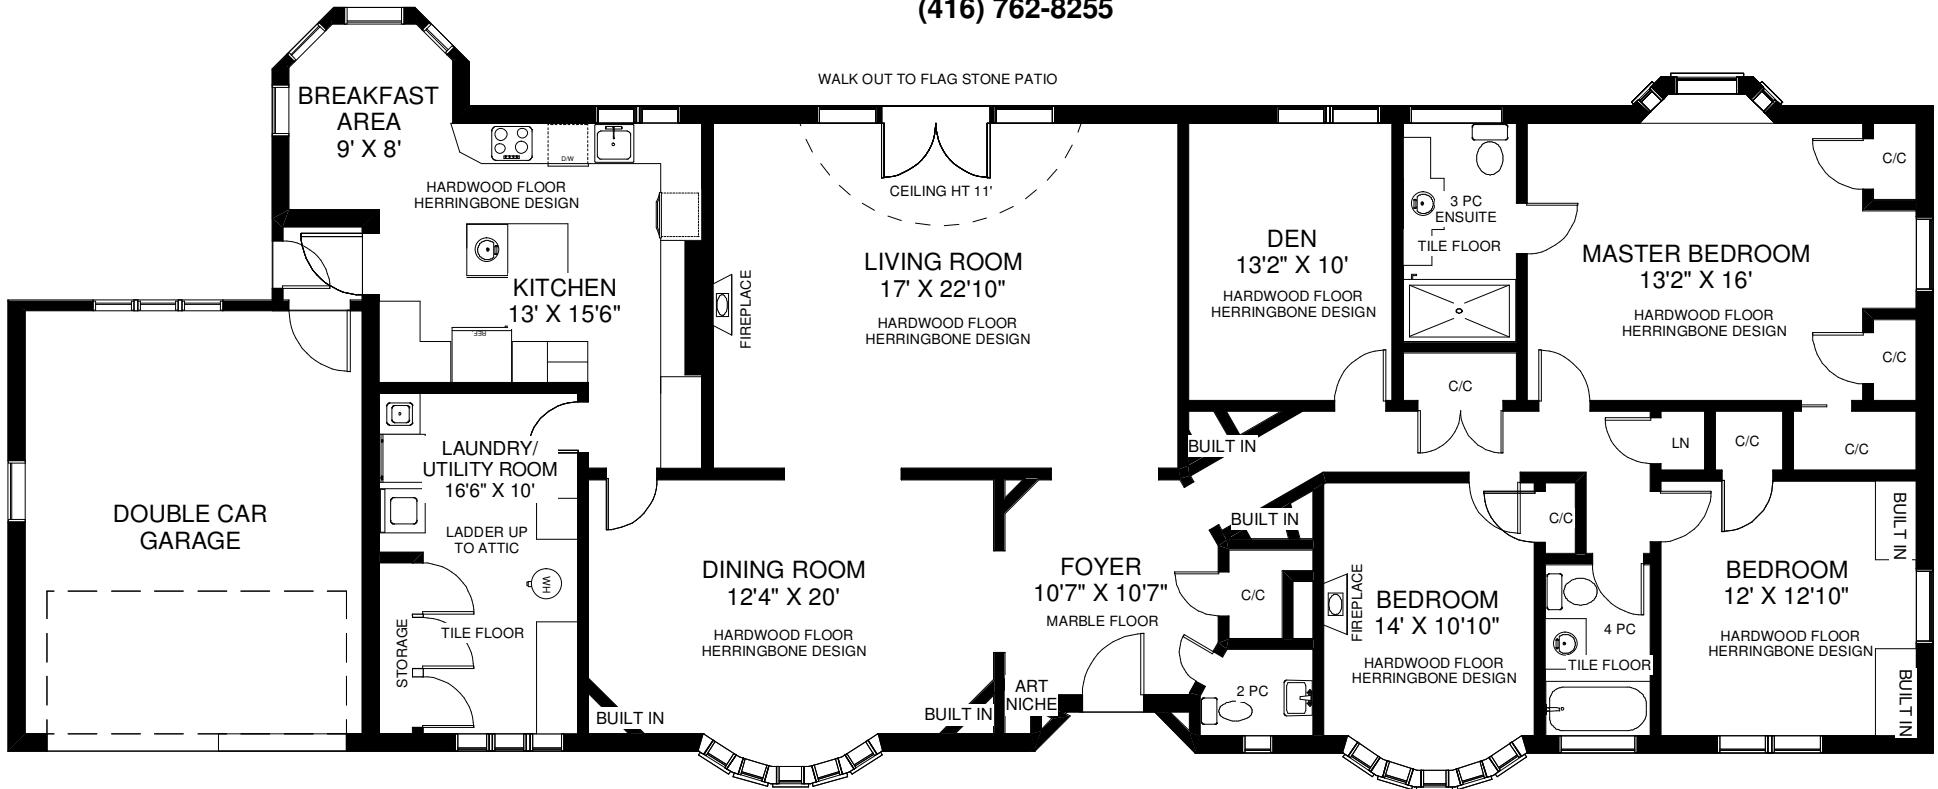 (416) 762-8255
WALK OUT TO FLAG STONE PATIO
BREAKFAST
AREA
9' X 8'
D/W
HARDWOOD FLOOR
HERRINGBONE DESIGN
KITCHEN
13' X 15'6"
REF.
CEILING HT 11'
LIVING ROOM
17' X 22'10"
HARDWOOD FLOOR
HERRINGBONE DESIGN
FIREPLACE
DEN
13'2" X 10'
HARDWOOD FLOOR
HERRINGBONE DESIGN
3 PC
ENSUITE
TILE FLOOR
MASTER BEDROOM
13'2" X 16'
HARDWOOD FLOOR
HERRINGBONE DESIGN
C/C
C/C
C/C
BUILT IN
LN
C/C
C/C
LAUNDRY/
UTILITY ROOM
16'6" X 10'
LADDER UP
TO ATTIC
WH
TILE FLOOR
STORAGE
DOUBLE CAR
GARAGE
DINING ROOM
12'4" X 20'
HARDWOOD FLOOR
HERRINGBONE DESIGN
BUILT IN
BUILT IN
FOYER
10'7" X 10'7"
MARBLE FLOOR
ART
NICHE
BUILT IN
C/C
2 PC
FIREPLACE
BEDROOM
14' X 10'10"
HARDWOOD FLOOR
HERRINGBONE DESIGN
C/C
4 PC
TILE FLOOR
BEDROOM
12' X 12'10"
HARDWOOD FLOOR
HERRINGBONE DESIGN
BUILT IN
BUILT IN